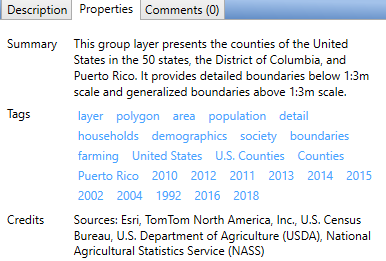 Description Properties Comments (0)
Summary This group layer presents the counties of the United
States in the 50 states, the District of Columbia, and
Puerto Rico. It provides detailed boundaries below 1:3m
scale and generalized boundaries above 1:3m scale.
Tags layer polygon area population detail
households demographics society boundaries
farming United States U.S. Counties Counties
Puerto Rico 2010 2012 2011 2013 2014 2015
2002 2004 1992 2016 2018
Credits Sources: Esri, TomTom North America, Inc., U.S. Census
Bureau, U.S. Department of Agriculture (USDA), National
Agricultural Statistics Service (NASS)